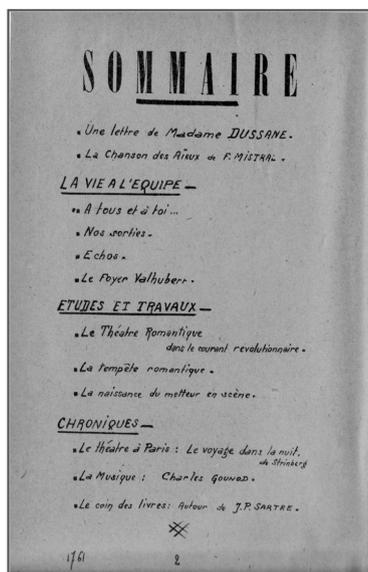 SOMMAIRE
Une lettre de Madame DUSSANE.
La Chanson des Aïeux de F. MISTRAL.
LA VIE A L'EQUIPE —
A tous et à toi...
Nos sorties.
Echos.
Le Foyer Valhubert.
ETUDES ET TRAVAUX —
Le Théatre Romantique
dans le courant revolutionnaire.
La tempête romantique.
La naissance du metteur en scène.
CHRONIQUES —
Le théatre à Paris : Le voyage dans la nuit.
de Strinberg
La Musique : Charles GOUNOD.
Le coin des livres: Autour de J.P. SARTRE.
1761 2